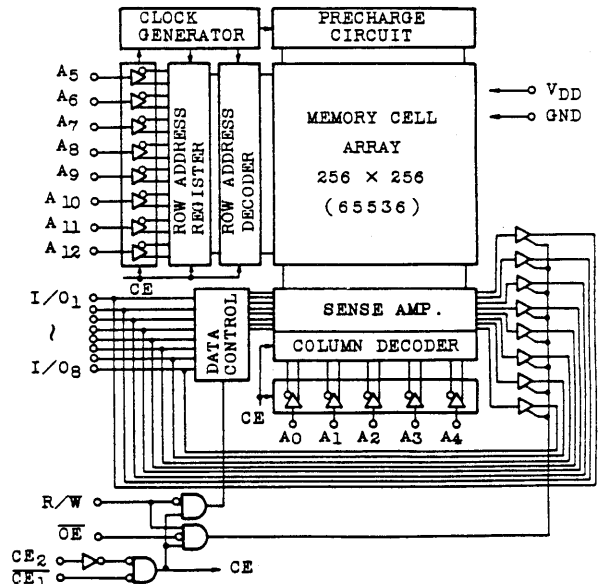 CLOCK
GENERATOR
PRECHARGE
CIRCUIT
A5
A6
A7
A8
A9
A10
A11
A12
CE
ROW ADDRESS
REGISTER
ROW ADDRESS
DECODER
MEMORY CELL
ARRAY
256 × 256
(65536)
VDD
GND
I/O1
~
I/O8
DATA
CONTROL
SENSE AMP.
COLUMN DECODER
CE
A0
A1
A2
A3
A4
R/W̅
O̅E̅
CE2
C̅E̅1̅
CE